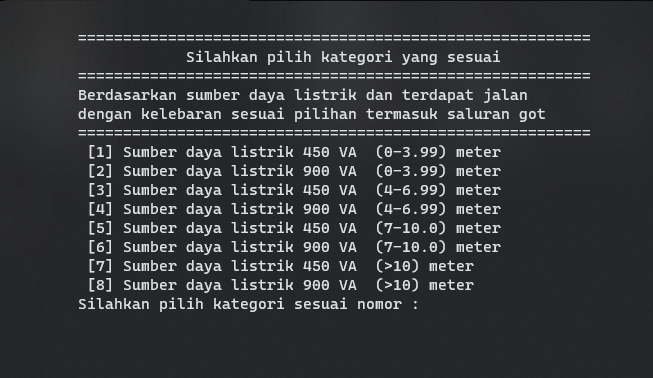 =========================================================
Silahkan pilih kategori yang sesuai
=========================================================
Berdasarkan sumber daya listrik dan terdapat jalan
dengan kelebaran sesuai pilihan termasuk saluran got
=========================================================
[1] Sumber daya listrik 450 VA  (0-3.99) meter
[2] Sumber daya listrik 900 VA  (0-3.99) meter
[3] Sumber daya listrik 450 VA  (4-6.99) meter
[4] Sumber daya listrik 900 VA  (4-6.99) meter
[5] Sumber daya listrik 450 VA  (7-10.0) meter
[6] Sumber daya listrik 900 VA  (7-10.0) meter
[7] Sumber daya listrik 450 VA  (>10) meter
[8] Sumber daya listrik 900 VA  (>10) meter
Silahkan pilih kategori sesuai nomor :